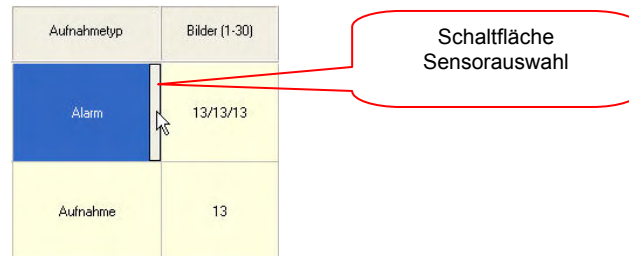 Aufnahmetyp Bilder (1-30)
Schaltfläche
Sensorauswahl
Alarm 13/13/13
Aufnahme 13